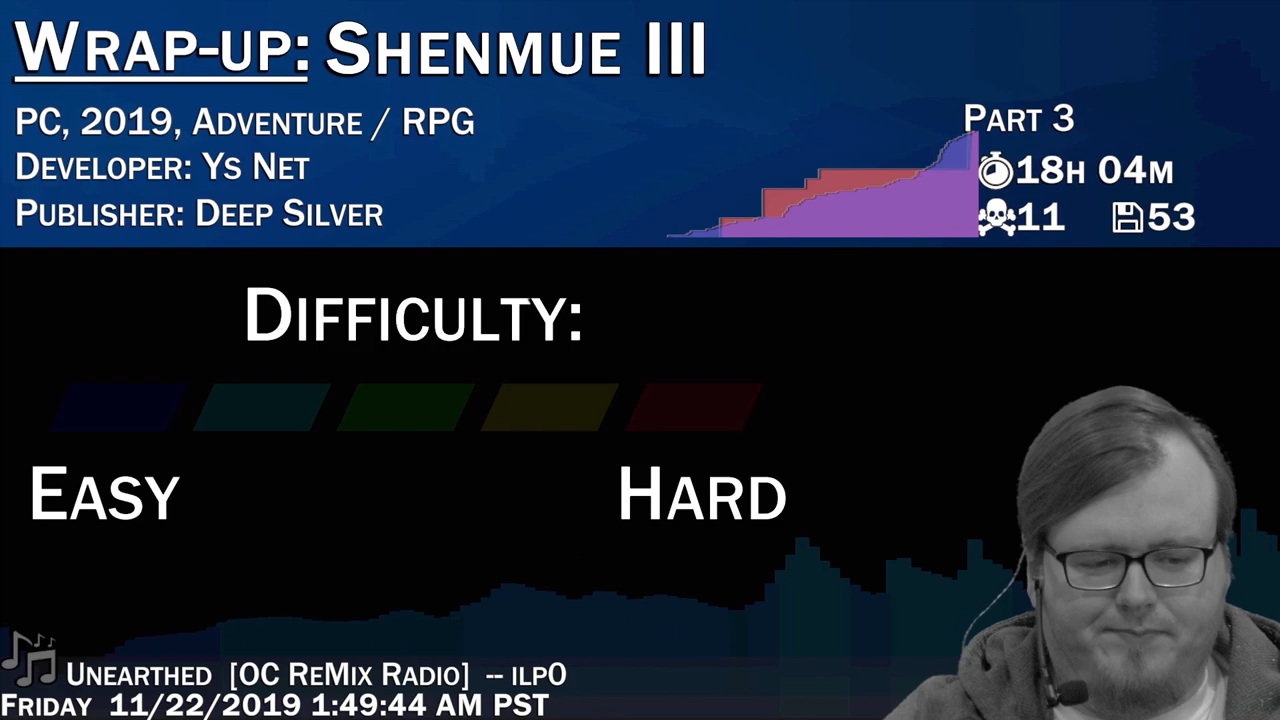 Wrap-up: Shenmue III
PC, 2019, Adventure / RPG
Developer: Ys Net
Publisher: Deep Silver
Part 3
18h 04m
11 53
Difficulty:
Easy Hard
Unearthed [OC ReMix Radio] -- ilp0
Friday 11/22/2019 1:49:44 AM PST